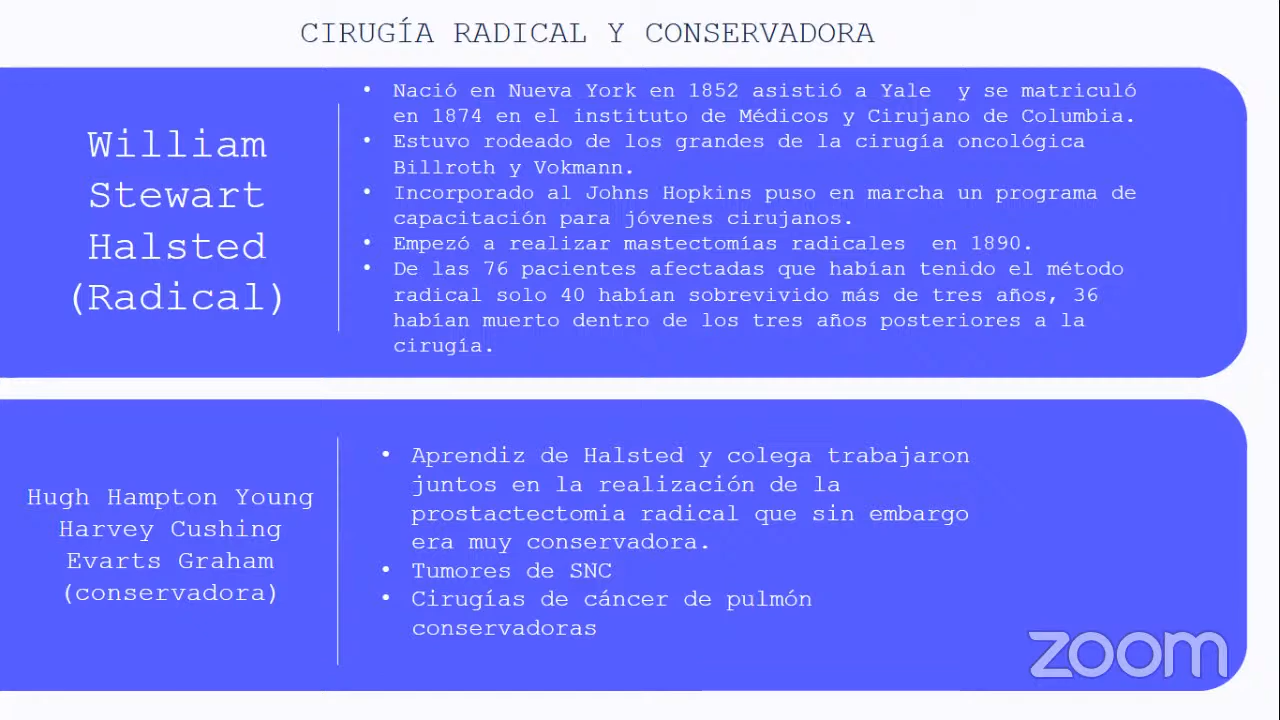 CIRUGÍA RADICAL Y CONSERVADORA
William
Stewart
Halsted
(Radical)
• Nació en Nueva York en 1852 asistió a Yale y se matriculó
en 1874 en el instituto de Médicos y Cirujano de Columbia.
• Estuvo rodeado de los grandes de la cirugía oncológica
Billroth y Vokmann.
• Incorporado al Johns Hopkins puso en marcha un programa de
capacitación para jóvenes cirujanos.
• Empezó a realizar mastectomías radicales en 1890.
• De las 76 pacientes afectadas que habían tenido el método
radical solo 40 habían sobrevivido más de tres años, 36
habían muerto dentro de los tres años posteriores a la
cirugía.
Hugh Hampton Young
Harvey Cushing
Evarts Graham
(conservadora)
• Aprendiz de Halsted y colega trabajaron
juntos en la realización de la
prostactectomia radical que sin embargo
era muy conservadora.
• Tumores de SNC
• Cirugías de cáncer de pulmón
conservadoras
zoom